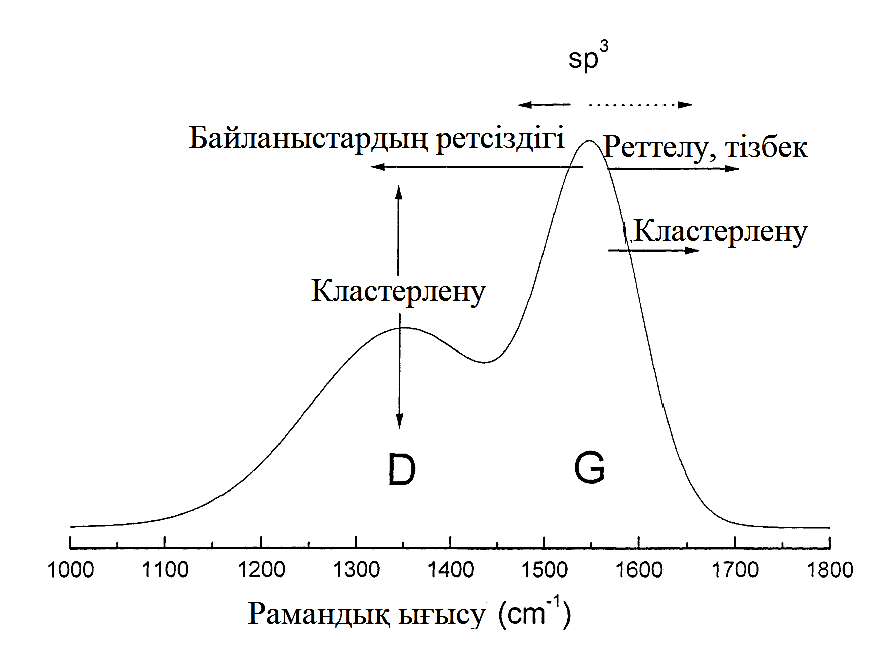 sp³
Байланыстардың ретсіздігі
Реттелу, тізбек
Кластерлену
Кластерлену
D
G
1000 1100 1200 1300 1400 1500 1600 1700 1800
Рамандық ығысу (cm⁻¹)